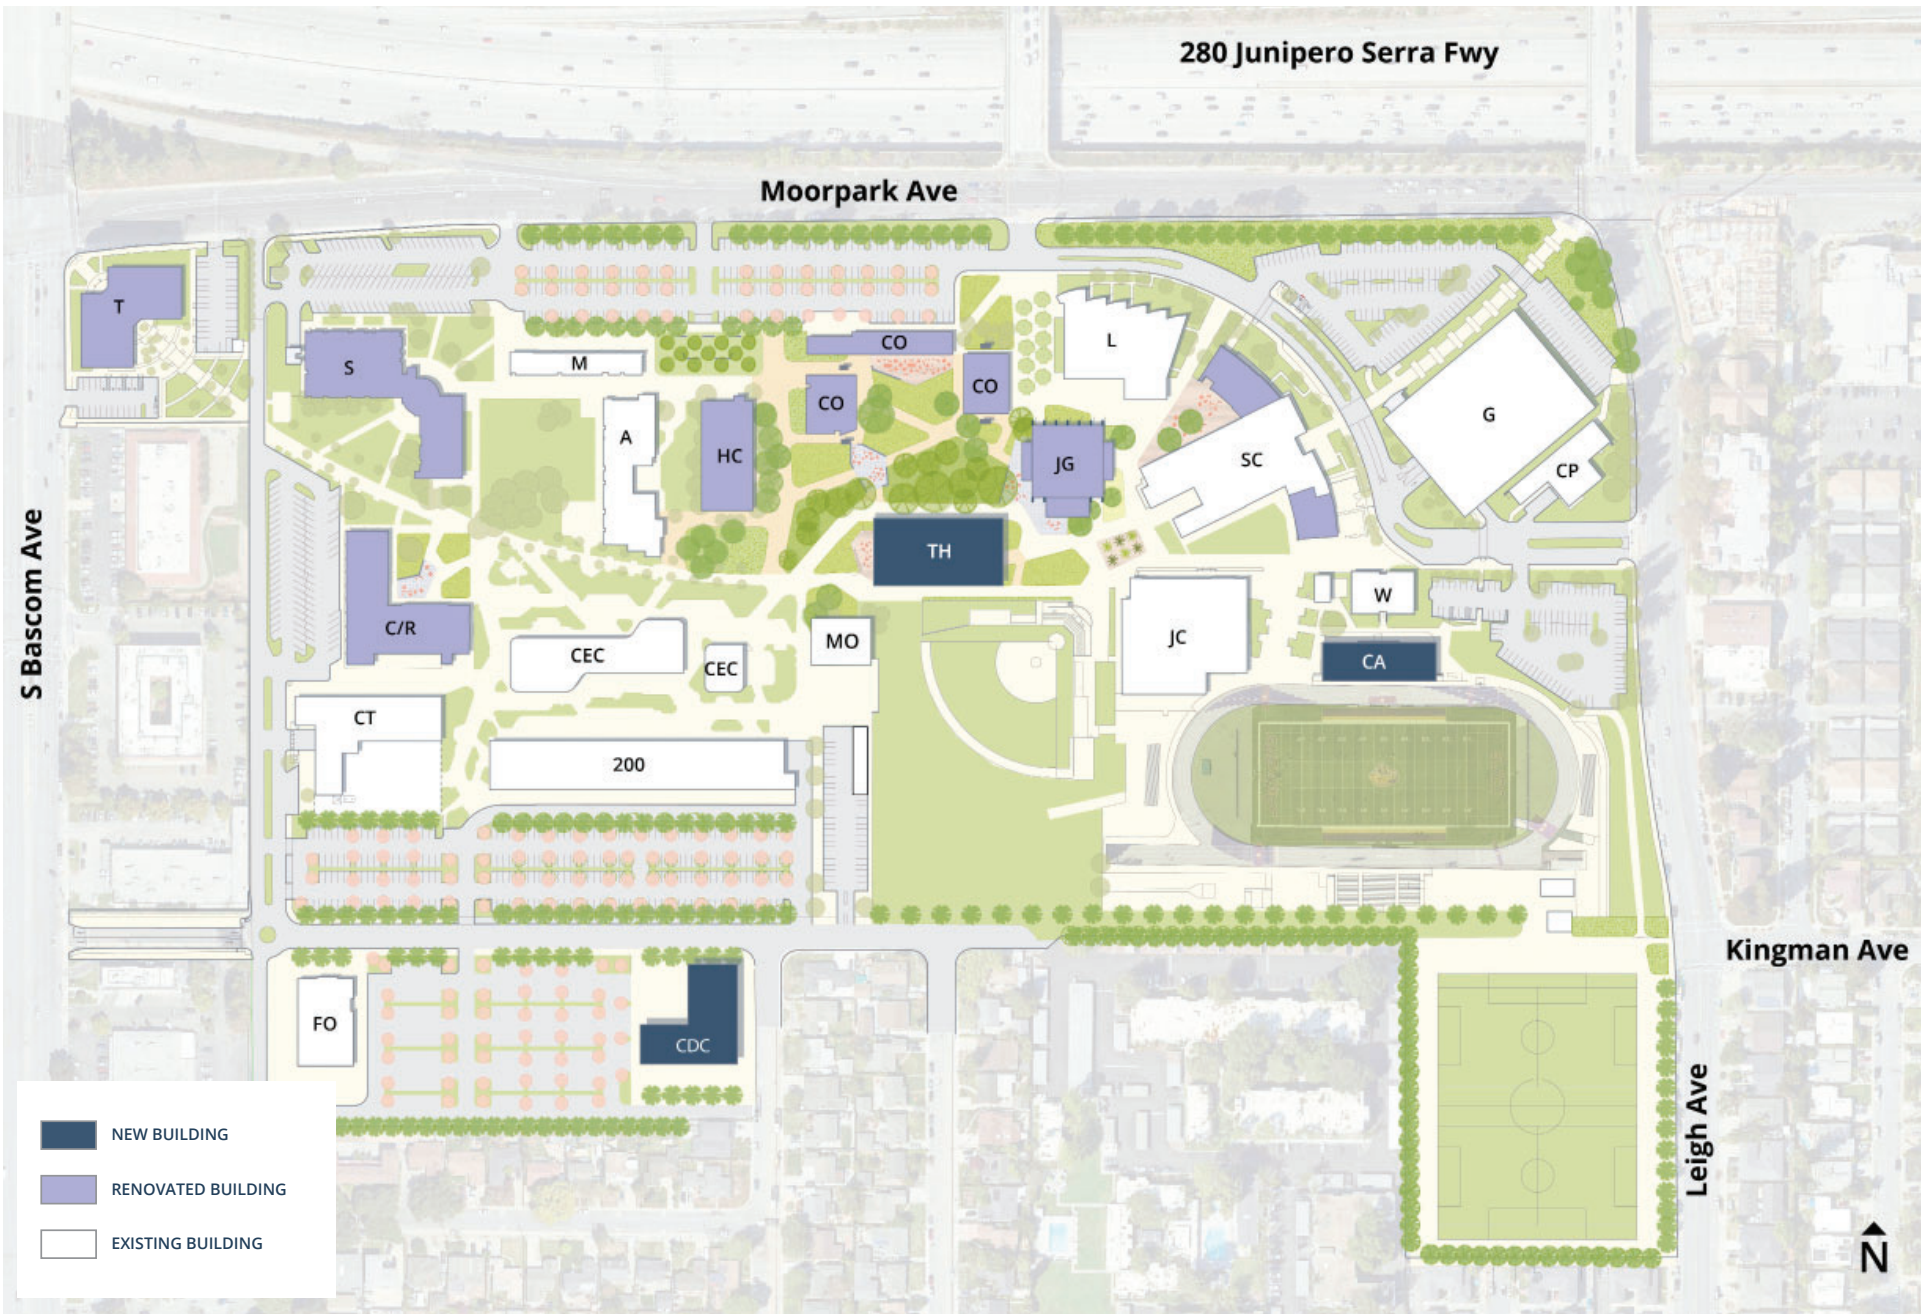 280 Junipero Serra Fwy
Moorpark Ave
T
S
M
CO
CO
CO
L
A
HC
JG
SC
G
CP
TH
S Bascom Ave
C/R
CEC
CEC
MO
JC
W
CA
CT
200
Kingman Ave
FO
CDC
Leigh Ave
NEW BUILDING
RENOVATED BUILDING
EXISTING BUILDING
N